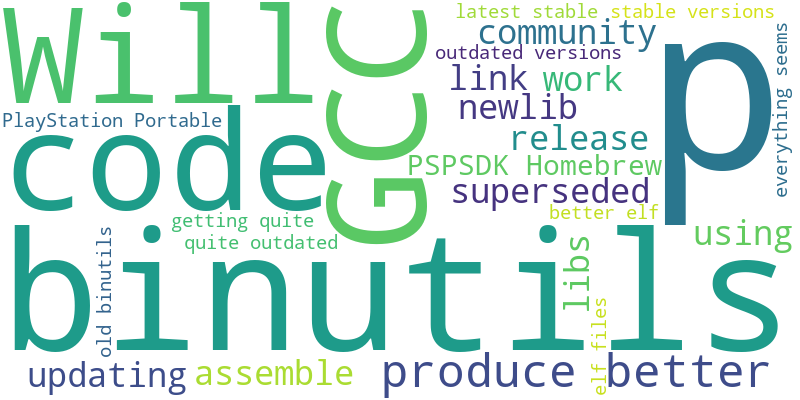 Will
GCC
latest stable
stable versions
community
outdated versions
link
work
newlib
p
everything seems
PlayStation Portable
code
release
PSPSDK Homebrew
superseded
better elf
getting quite
quite outdated
using
old binutils
binutils
libs
elf files
updating
assemble
produce
better